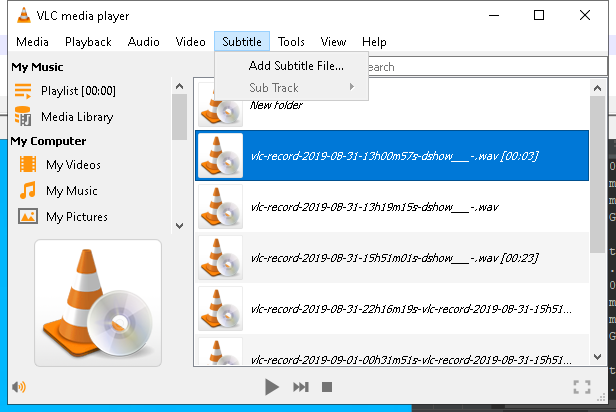 VLC media player
Media Playback Audio Video Subtitle Tools View Help
Add Subtitle File...
Sub Track
My Music
Playlist [00:00]
Media Library
My Computer
My Videos
My Music
My Pictures
earch
New folder
vlc-record-2019-08-31-13h00m57s-dshow___-.wav [00:03]
vlc-record-2019-08-31-13h19m15s-dshow___-.wav
vlc-record-2019-08-31-15h51m01s-dshow___-.wav [00:23]
vlc-record-2019-08-31-22h16m19s-vlc-record-2019-08-31-15h51...
vlc-record-2019-09-01-00h31m51s-vlc-record-2019-08-31-15h51...